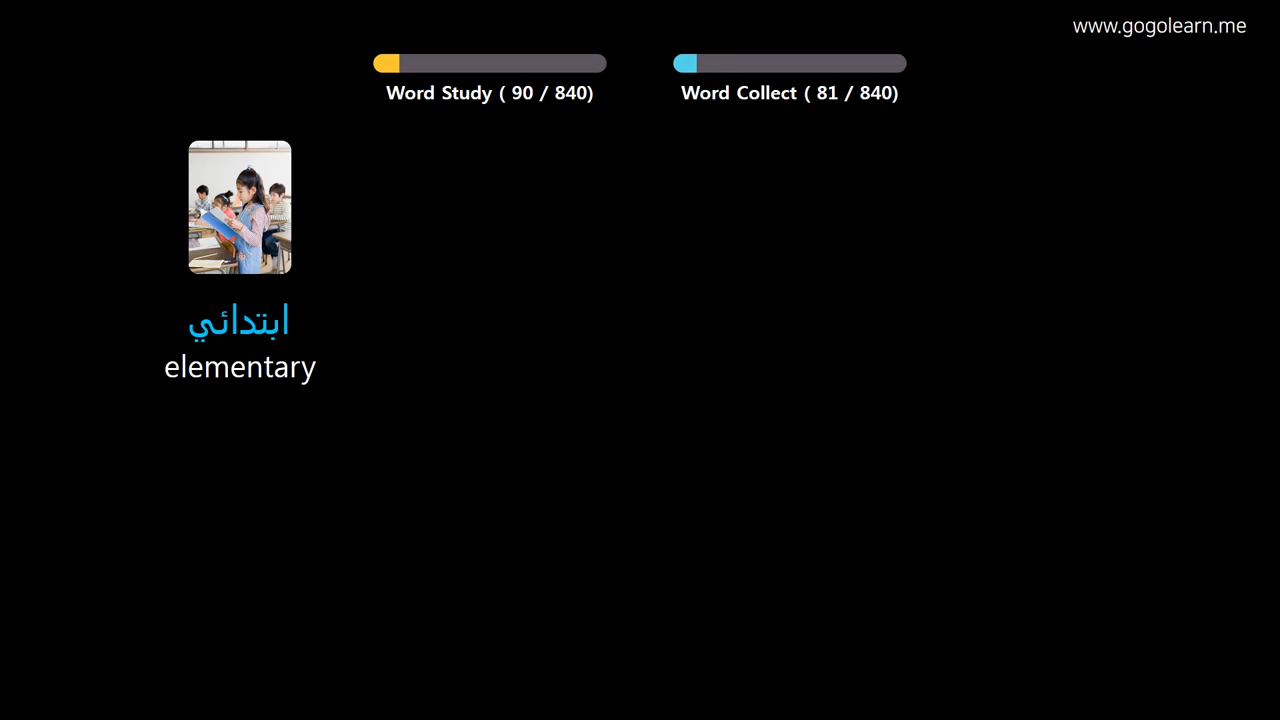 www.gogolearn.me
Word Study ( 90 / 840)
Word Collect ( 81 / 840)
ابتدائي
elementary